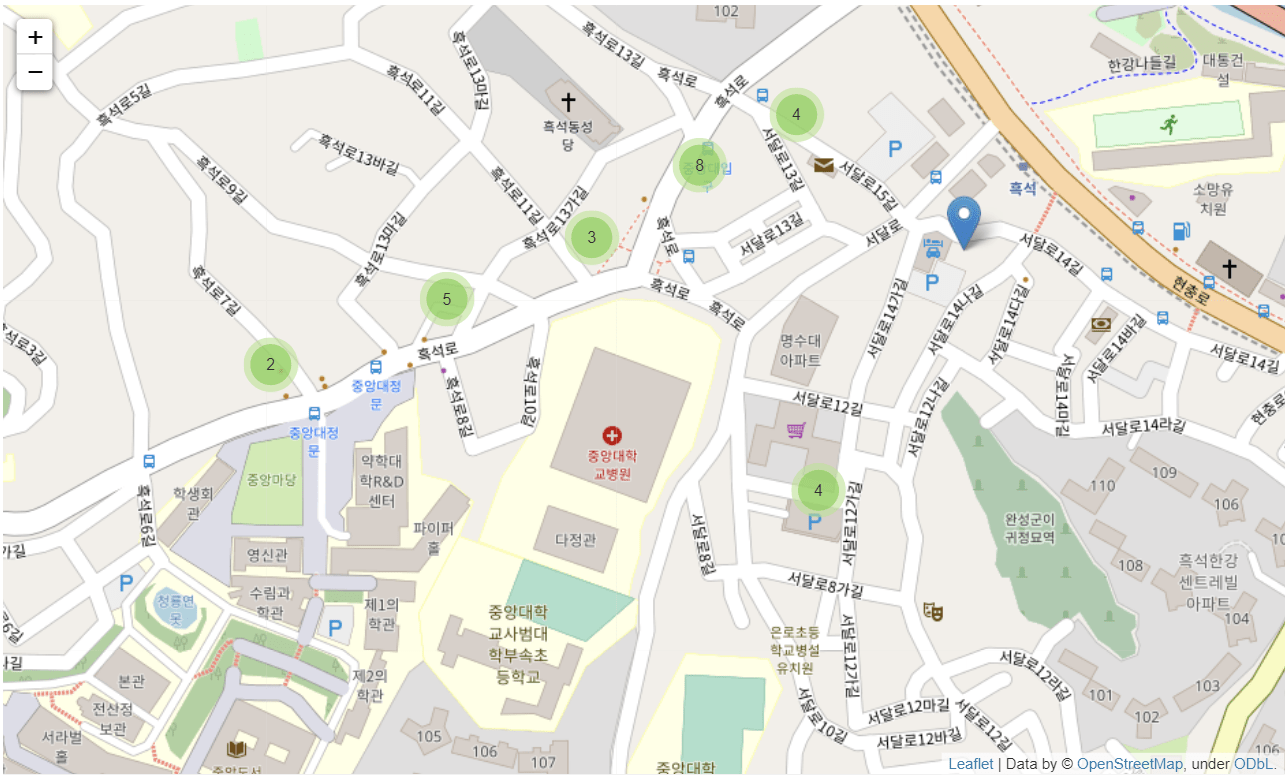 +
−
102
흑석로13길
흑석로
흑석로13마길
흑석로11길
흑석로
한강나들길
대통건
설
흑석로5길
흑석동성
당
4
P
흑석로13바길
흑석로9길
흑석로11길
흑석로13가길
8
서달로13길
서달로15길
흑석
소망유
치원
흑석로13마길
3
흑석로
서달로13길
서달로
서달로14길
현충로
흑석로7길
5
흑석로
흑석로
P
서달로14가길
서달로14나길
서달로14다길
서달로14바길
서달로14길
흑석로3길
2
흑석로
중앙대정
문
흑석로8길
흑석로10길
명수대
아파트
서달로12길
서달로12나길
서달로14마길
서달로14라길
현충로
중앙대정
문
중앙마당
약학대
학R&D
센터
중앙대학
교병원
4
P
109
110
106
학생회
관
흑석로6길
파이퍼
홀
다정관
서달로8길
서달로12가길
완성군이
귀정묘역
108
흑석한강
센트레빌
아파트
104
가길
영신관
P
수림과
학관
제1의
학관
청룡연
못
P
중앙대학
교사범대
학부속초
등학교
서달로8가길
은로초등
학교병설
유치원
서달로12가길
서달로12라길
본관
제2의
학관
전산정
보관
서라벌
홀
105
106
107
서달로10길
서달로12마길
서달로12바길
서달로12길
101
102
103
106
중앙도서
중앙대학
Leaflet | Data by © OpenStreetMap, under ODbL.